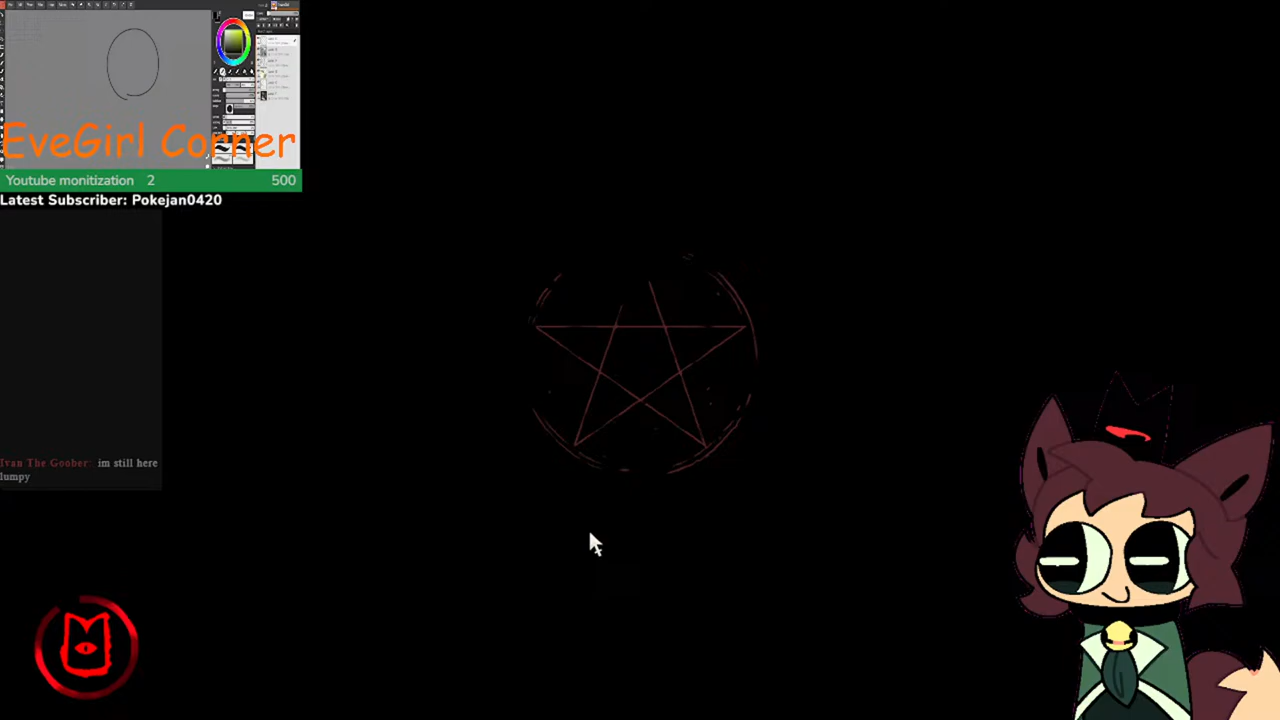 EveGirl Corner
Youtube monitization 2 500
Latest Subscriber: Pokejan0420
Ivan The Goober: im still here
lumpy